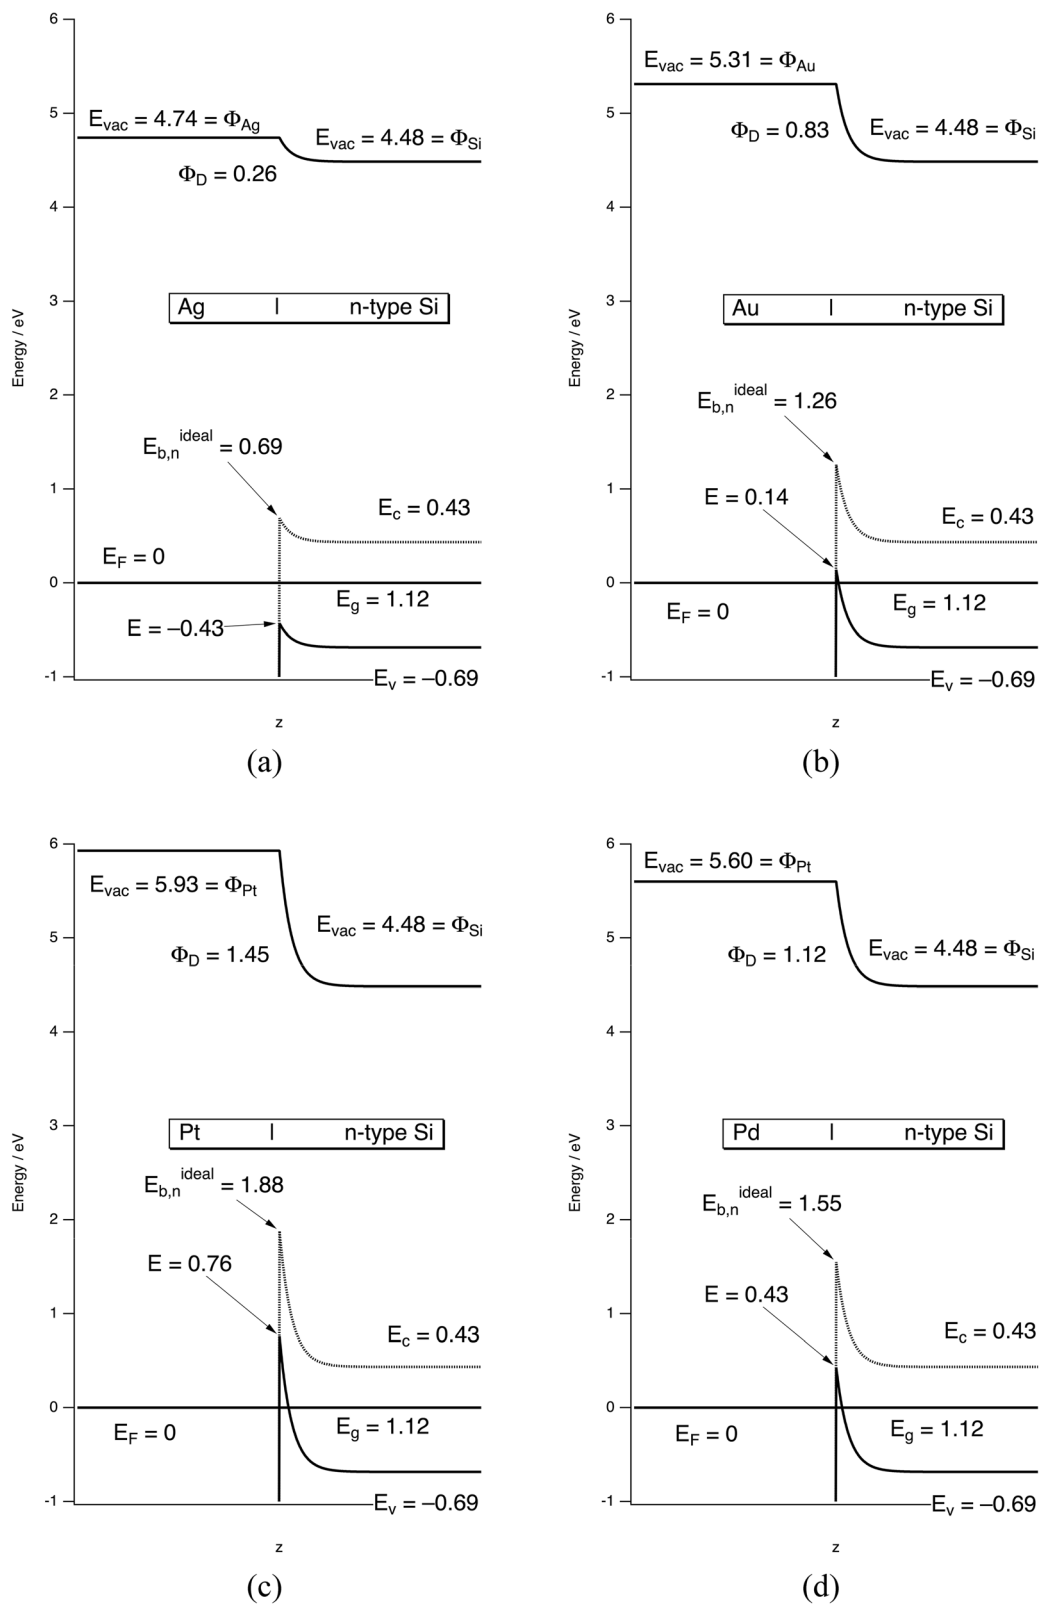 6
5
4
3
2
1
0
-1
Energy / eV
E_vac = 4.74 = Φ_Ag
E_vac = 4.48 = Φ_Si
Φ_D = 0.26
Ag | n-type Si
E_b,n^ideal = 0.69
E_c = 0.43
E_F = 0
E_g = 1.12
E = –0.43
E_v = –0.69
z
(a)
6
5
4
3
2
1
0
-1
Energy / eV
E_vac = 5.31 = Φ_Au
Φ_D = 0.83
E_vac = 4.48 = Φ_Si
Au | n-type Si
E_b,n^ideal = 1.26
E = 0.14
E_c = 0.43
E_F = 0
E_g = 1.12
E_v = –0.69
z
(b)
6
5
4
3
2
1
0
-1
Energy / eV
E_vac = 5.93 = Φ_Pt
E_vac = 4.48 = Φ_Si
Φ_D = 1.45
Pt | n-type Si
E_b,n^ideal = 1.88
E = 0.76
E_c = 0.43
E_F = 0
E_g = 1.12
E_v = –0.69
z
(c)
6
5
4
3
2
1
0
-1
Energy / eV
E_vac = 5.60 = Φ_Pt
E_vac = 4.48 = Φ_Si
Φ_D = 1.12
Pd | n-type Si
E_b,n^ideal = 1.55
E = 0.43
E_c = 0.43
E_F = 0
E_g = 1.12
E_v = –0.69
z
(d)